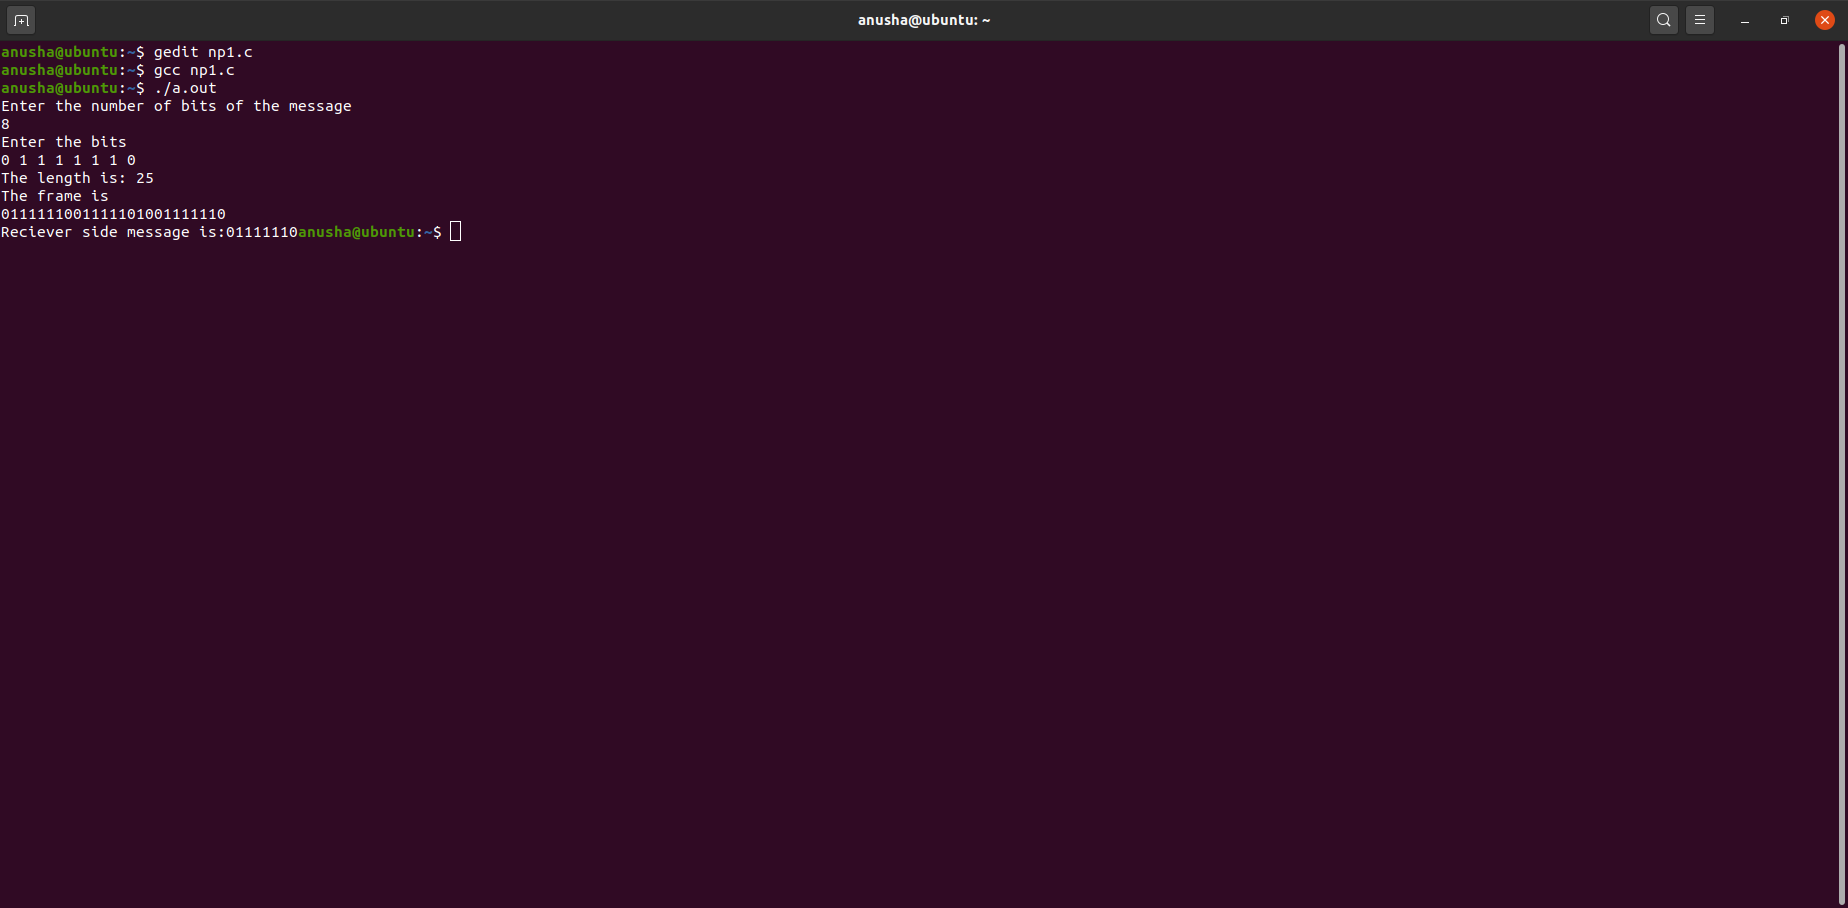 anusha@ubuntu: ~
anusha@ubuntu:~$ gedit np1.c
anusha@ubuntu:~$ gcc np1.c
anusha@ubuntu:~$ ./a.out
Enter the number of bits of the message
8
Enter the bits
0 1 1 1 1 1 1 0
The length is: 25
The frame is
0111111001111101001111110
Reciever side message is:01111110anusha@ubuntu:~$